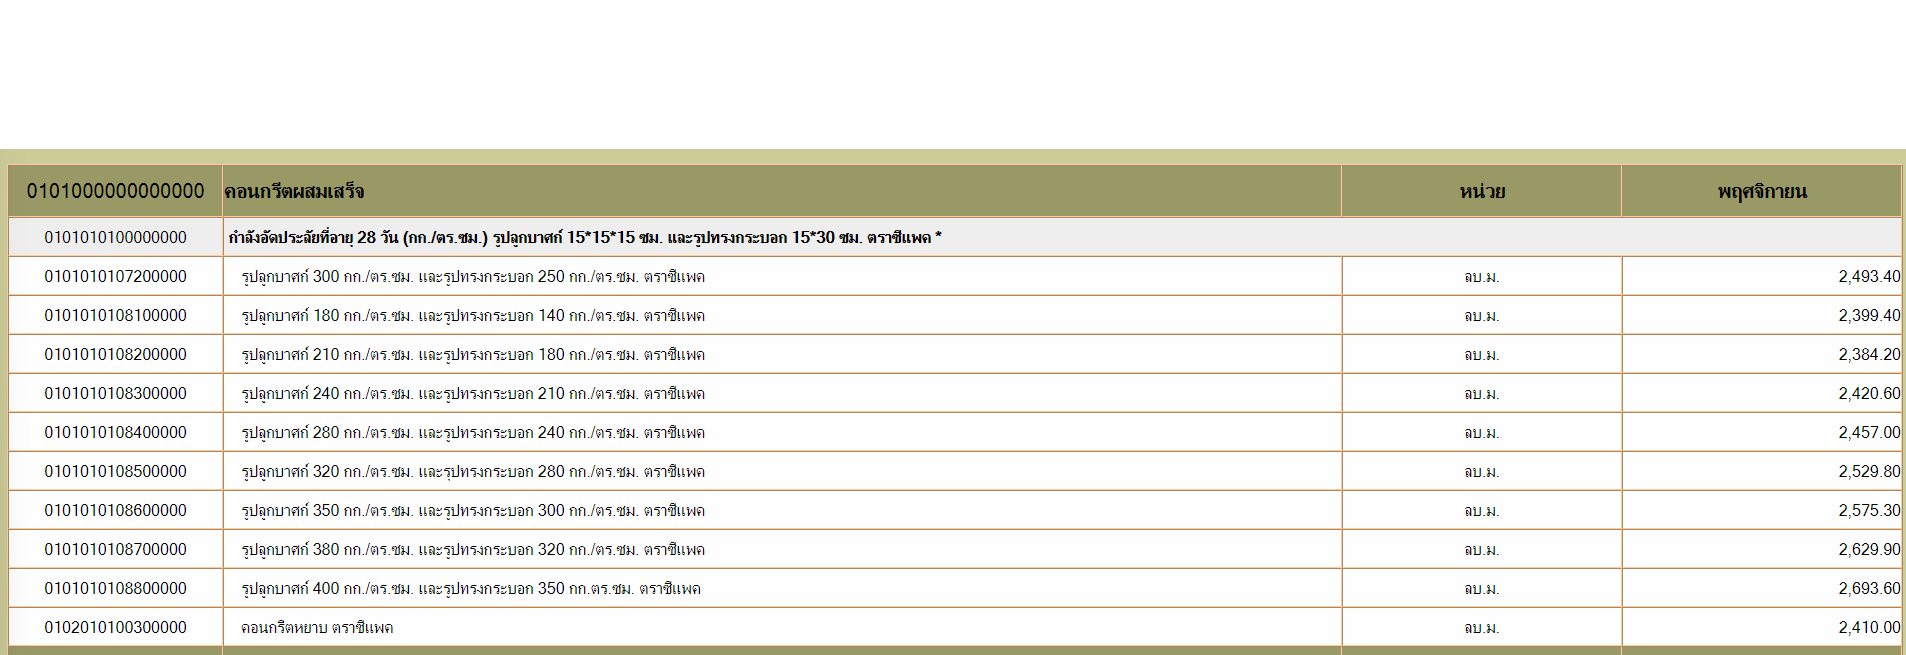 0101000000000000 คอนกรีตผสมเสร็จ หน่วย พฤศจิกายน
0101010100000000 กำลังอัดประลัยที่อายุ 28 วัน (กก./ตร.ซม.) รูปลูกบาศก์ 15*15*15 ซม. และรูปทรงกระบอก 15*30 ซม. ตราซีแพค *
0101010107200000 รูปลูกบาศก์ 300 กก./ตร.ซม. และรูปทรงกระบอก 250 กก./ตร.ซม. ตราซีแพค ลบ.ม. 2,493.40
0101010108100000 รูปลูกบาศก์ 180 กก./ตร.ซม. และรูปทรงกระบอก 140 กก./ตร.ซม. ตราซีแพค ลบ.ม. 2,399.40
0101010108200000 รูปลูกบาศก์ 210 กก./ตร.ซม. และรูปทรงกระบอก 180 กก./ตร.ซม. ตราซีแพค ลบ.ม. 2,384.20
0101010108300000 รูปลูกบาศก์ 240 กก./ตร.ซม. และรูปทรงกระบอก 210 กก./ตร.ซม. ตราซีแพค ลบ.ม. 2,420.60
0101010108400000 รูปลูกบาศก์ 280 กก./ตร.ซม. และรูปทรงกระบอก 240 กก./ตร.ซม. ตราซีแพค ลบ.ม. 2,457.00
0101010108500000 รูปลูกบาศก์ 320 กก./ตร.ซม. และรูปทรงกระบอก 280 กก./ตร.ซม. ตราซีแพค ลบ.ม. 2,529.80
0101010108600000 รูปลูกบาศก์ 350 กก./ตร.ซม. และรูปทรงกระบอก 300 กก./ตร.ซม. ตราซีแพค ลบ.ม. 2,575.30
0101010108700000 รูปลูกบาศก์ 380 กก./ตร.ซม. และรูปทรงกระบอก 320 กก./ตร.ซม. ตราซีแพค ลบ.ม. 2,629.90
0101010108800000 รูปลูกบาศก์ 400 กก./ตร.ซม. และรูปทรงกระบอก 350 กก.ตร.ซม. ตราซีแพค ลบ.ม. 2,693.60
0102010100300000 คอนกรีตหยาบ ตราซีแพค ลบ.ม. 2,410.00